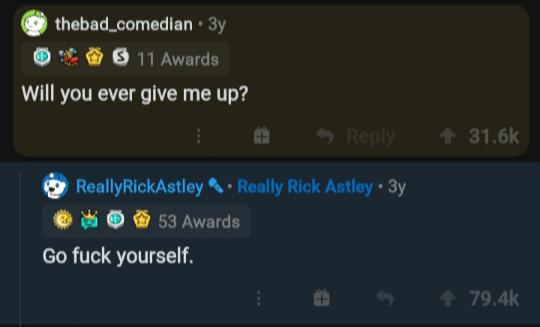 thebad_comedian • 3y
11 Awards
Will you ever give me up?
Reply 31.6k
ReallyRickAstley • Really Rick Astley • 3y
53 Awards
Go fuck yourself.
79.4k